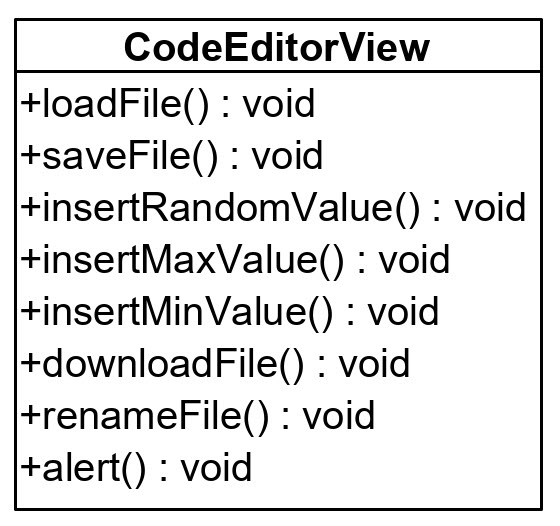 CodeEditorView
+loadFile() : void
+saveFile() : void
+insertRandomValue() : void
+insertMaxValue() : void
+insertMinValue() : void
+downloadFile() : void
+renameFile() : void
+alert() : void